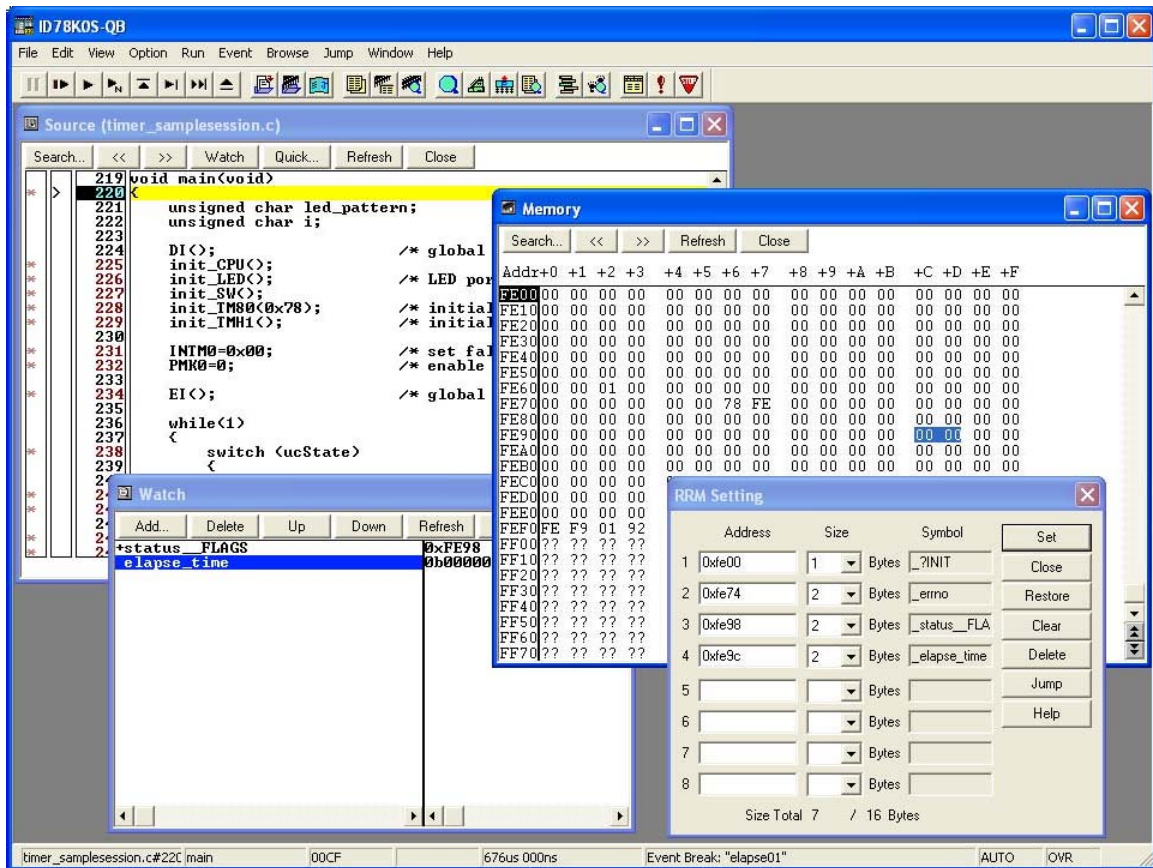 ID78K0S-QB
File Edit View Option Run Event Browse Jump Window Help
Source (timer_samplesession.c)
Search... << >> Watch Quick... Refresh Close
219 void main(void)
* > 220 {
221 unsigned char led_pattern;
222 unsigned char i;
223
224 DI(); /* global
* 225 init_CPU();
* 226 init_LED(); /* LED por
* 227 init_SW();
* 228 init_TM80(0x78); /* initial
* 229 init_TMH1(); /* initial
230
* 231 INTM0=0x00; /* set fal
* 232 PMK0=0; /* enable
233
* 234 EI(); /* global
235
236 while(1)
237 {
* 238 switch (ucState)
239 {
Memory
Search... << >> Refresh Close
Addr +0 +1 +2 +3 +4 +5 +6 +7 +8 +9 +A +B +C +D +E +F
FE00 00 00 00 00 00 00 00 00 00 00 00 00 00 00 00 00
FE10 00 00 00 00 00 00 00 00 00 00 00 00 00 00 00 00
FE20 00 00 00 00 00 00 00 00 00 00 00 00 00 00 00 00
FE30 00 00 00 00 00 00 00 00 00 00 00 00 00 00 00 00
FE40 00 00 00 00 00 00 00 00 00 00 00 00 00 00 00 00
FE50 00 00 00 00 00 00 00 00 00 00 00 00 00 00 00 00
FE60 00 00 01 00 00 00 00 00 00 00 00 00 00 00 00 00
FE70 00 00 00 00 00 00 78 FE 00 00 00 00 00 00 00 00
FE80 00 00 00 00 00 00 00 00 00 00 00 00 00 00 00 00
FE90 00 00 00 00 00 00 00 00 00 00 00 00 00 00 00 00
FEA0 00 00 00 00 00 00 00 00 00 00 00 00 00 00 00 00
FEB0 00 00 00 00 00 00 00 00 00 00 00 00 00 00 00 00
FEC0 00 00 00 00
FED0 00 00 00 00
FEE0 00 00 00 00
FEF0 FE F9 01 92
FF00 ?? ?? ?? ??
FF10 ?? ?? ?? ??
FF20 ?? ?? ?? ??
FF30 ?? ?? ?? ??
FF40 ?? ?? ?? ??
FF50 ?? ?? ?? ??
FF60 ?? ?? ?? ??
FF70 ?? ?? ?? ??
Watch
Add... Delete Up Down Refresh
+status__FLAGS 0xFE98
elapse_time 0b00000
RRM Setting
Address Size Symbol
1 0xfe00 1 Bytes _?INIT
2 0xfe74 2 Bytes _errno
3 0xfe98 2 Bytes _status__FLA
4 0xfe9c 2 Bytes _elapse_time
5 Bytes
6 Bytes
7 Bytes
8 Bytes
Size Total 7 / 16 Bytes
Set
Close
Restore
Clear
Delete
Jump
Help
timer_samplesession.c#220 main 00CF 676us 000ns Event Break: "elapse01" AUTO OVR